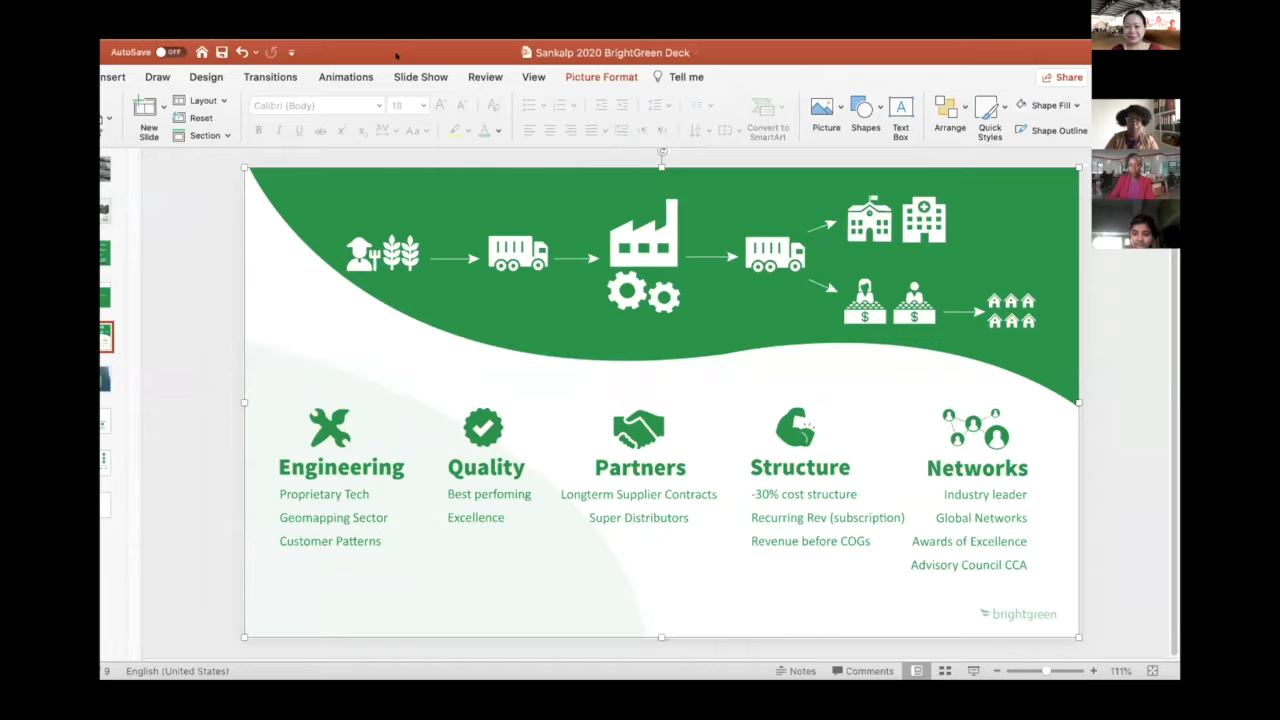 AutoSave OFF
Sankalp 2020 BrightGreen Deck
nsert Draw Design Transitions Animations Slide Show Review View Picture Format Tell me Share
New Slide
Layout
Reset
Section
Calibri (Body) 18
Convert to SmartArt
Picture
Shapes
Text Box
Arrange
Quick Styles
Shape Fill
Shape Outline
Engineering
Proprietary Tech
Geomapping Sector
Customer Patterns
Quality
Best perfoming
Excellence
Partners
Longterm Supplier Contracts
Super Distributors
Structure
-30% cost structure
Recurring Rev (subscription)
Revenue before COGs
Networks
Industry leader
Global Networks
Awards of Excellence
Advisory Council CCA
brightgreen
9 English (United States) Notes Comments 111%